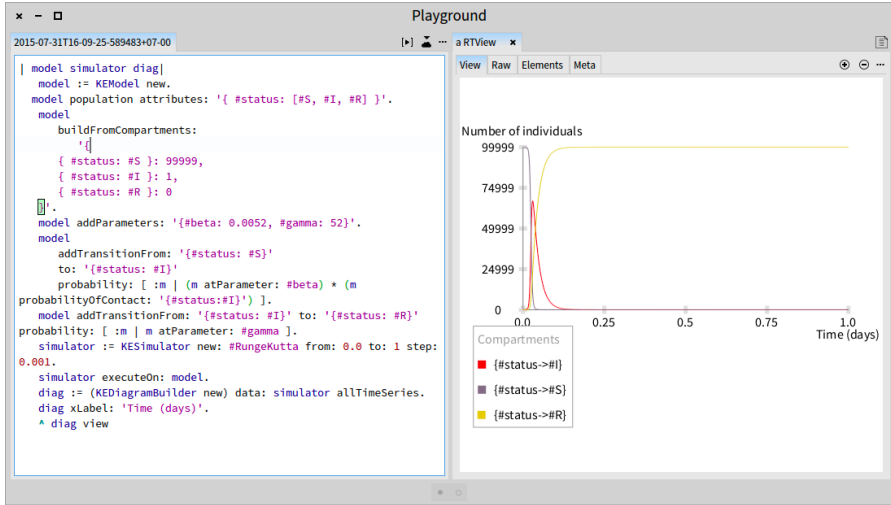 Playground
2015-07-31T16-09-25-589483+07-00
a RTView
| model simulator diag|
model := KEModel new.
model population attributes: '{ #status: [#S, #I, #R] }'.
model
buildFromCompartments:
'{
{ #status: #S }: 99999,
{ #status: #I }: 1,
{ #status: #R }: 0
}'.
model addParameters: '{#beta: 0.0052, #gamma: 52}'.
model
addTransitionFrom: '{#status: #S}'
to: '{#status: #I}'
probability: [ :m | (m atParameter: #beta) * (m
probabilityOfContact: '{#status:#I}') ].
model addTransitionFrom: '{#status: #I}' to: '{#status: #R}'
probability: [ :m | m atParameter: #gamma ].
simulator := KESimulator new: #RungeKutta from: 0.0 to: 1 step:
0.001.
simulator executeOn: model.
diag := (KEDiagramBuilder new) data: simulator allTimeSeries.
diag xLabel: 'Time (days)'.
^ diag view
View Raw Elements Meta
Number of individuals
99999
74999
49999
24999
0
0.0 0.25 0.5 0.75 1.0
Time (days)
Compartments
{#status->#I}
{#status->#S}
{#status->#R}